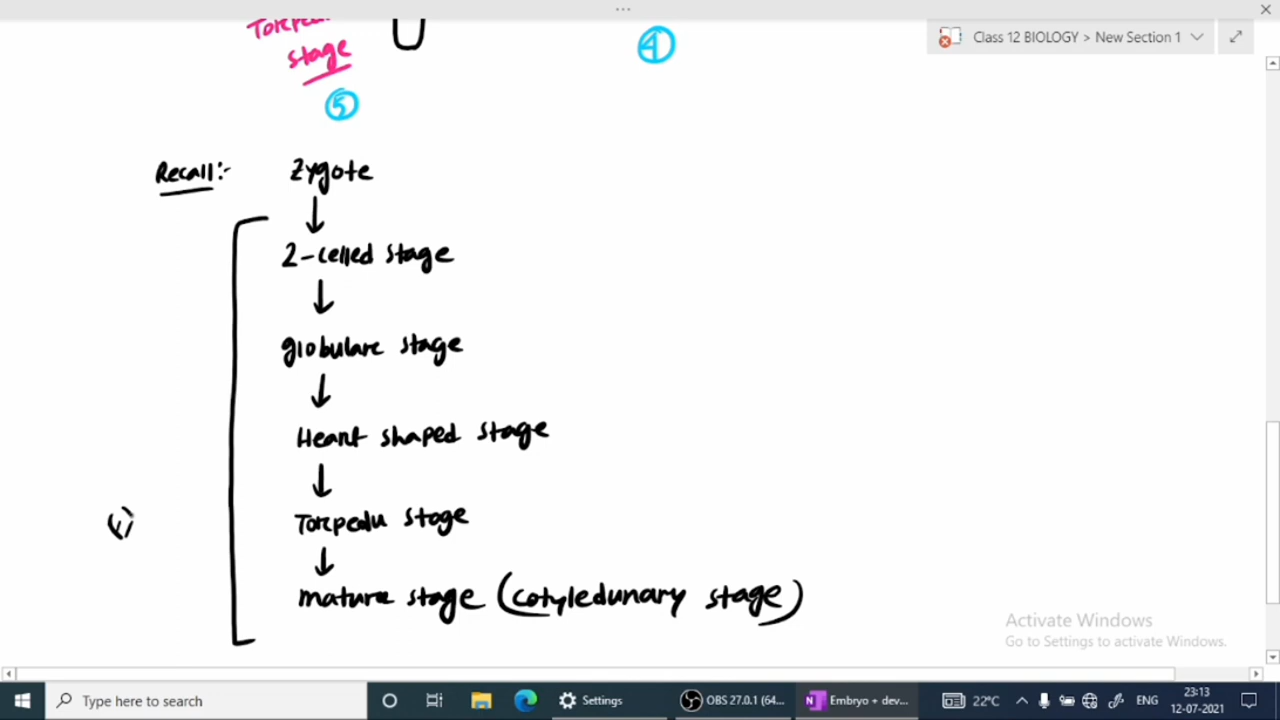 ...
Torpedu
stage
④
⑤
Class 12 BIOLOGY > New Section 1
Recall:-
Zygote
↓
2-celled stage
↓
globular stage
↓
Heart shaped stage
↓
Torpedu stage
↓
mature stage (cotyledunary stage)
Activate Windows
Go to Settings to activate Windows.
Type here to search
Settings
OBS 27.0.1 (64...
Embryo + dev...
22°C
ENG
23:13
12-07-2021